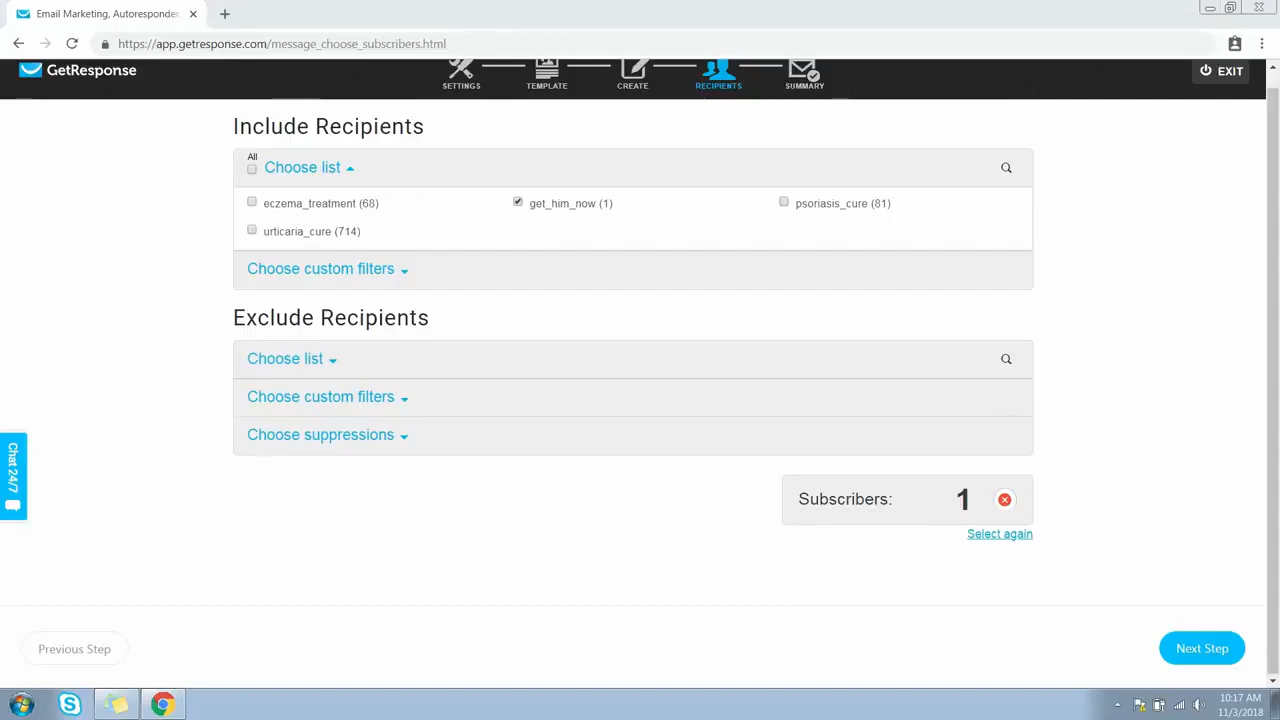 Email Marketing, Autoresponder
https://app.getresponse.com/message_choose_subscribers.html
GetResponse
SETTINGS
TEMPLATE
CREATE
RECIPIENTS
SUMMARY
EXIT
Include Recipients
All
Choose list
eczema_treatment (68)
get_him_now (1)
psoriasis_cure (81)
urticaria_cure (714)
Choose custom filters
Exclude Recipients
Choose list
Choose custom filters
Choose suppressions
Chat 24/7
Subscribers: 1
Select again
Previous Step
Next Step
10:17 AM
11/3/2018